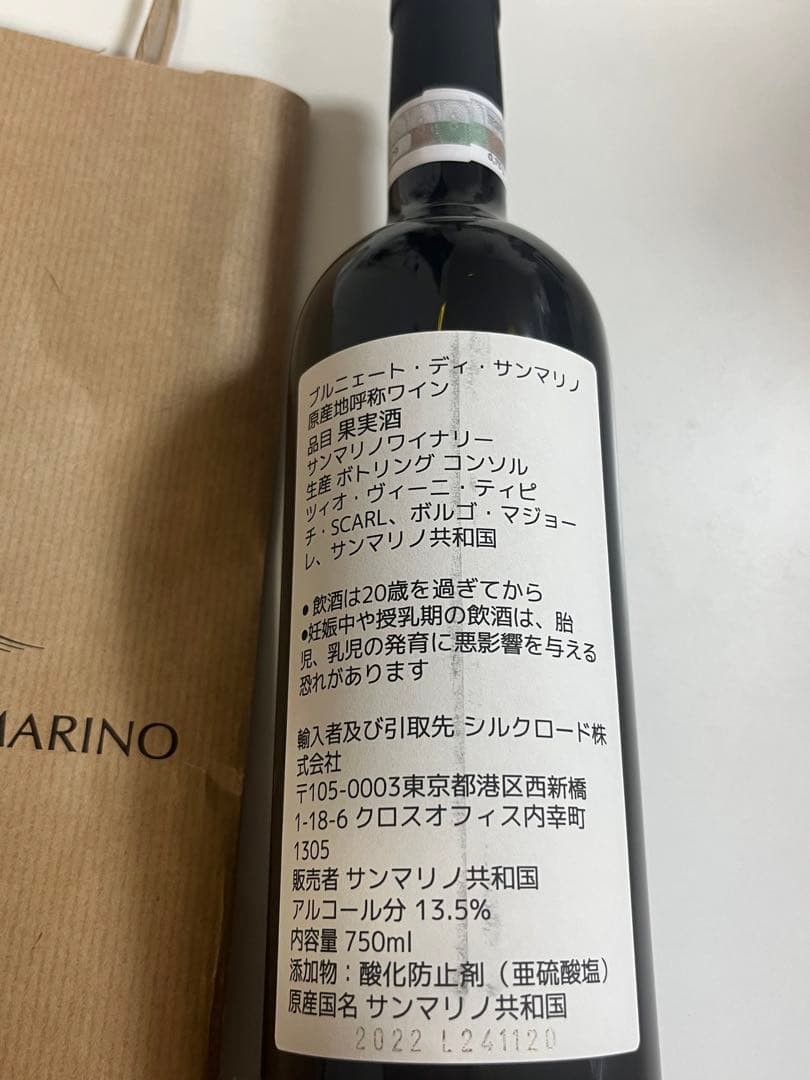 ブルニェート・ディ・サンマリノ
原産地呼称ワイン
品目 果実酒
サンマリノワイナリー
生産 ボトリング コンソル
ツィオ・ヴィーニ・ティピ
チ・SCARL、ボルゴ・マジョー
レ、サンマリノ共和国
• 飲酒は20歳を過ぎてから
•妊娠中や授乳期の飲酒は、胎
児、乳児の発育に悪影響を与える
恐れがあります
輸入者及び引取先 シルクロード株
式会社
〒105-0003東京都港区西新橋
1-18-6 クロスオフィス内幸町
1305
販売者 サンマリノ共和国
アルコール分 13.5%
内容量 750ml
添加物：酸化防止剤（亜硫酸塩）
原産国名 サンマリノ共和国
2022 L241120
MARINO